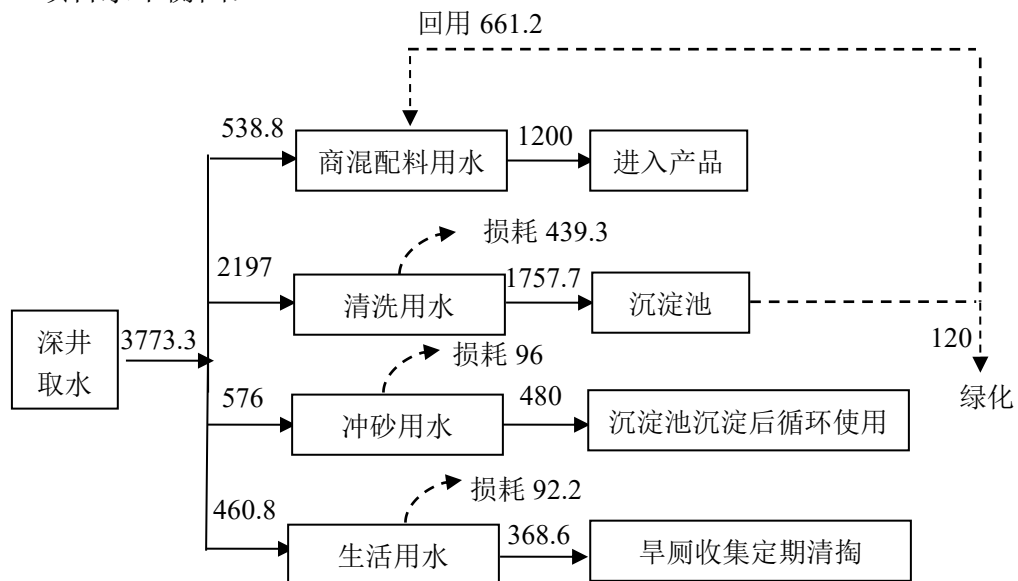 回用 661.2
538.8
商混配料用水
1200
进入产品
损耗 439.3
2197
清洗用水
1757.7
沉淀池
120
绿化
深井
取水
3773.3
损耗 96
576
冲砂用水
480
沉淀池沉淀后循环使用
损耗 92.2
460.8
生活用水
368.6
旱厕收集定期清掏